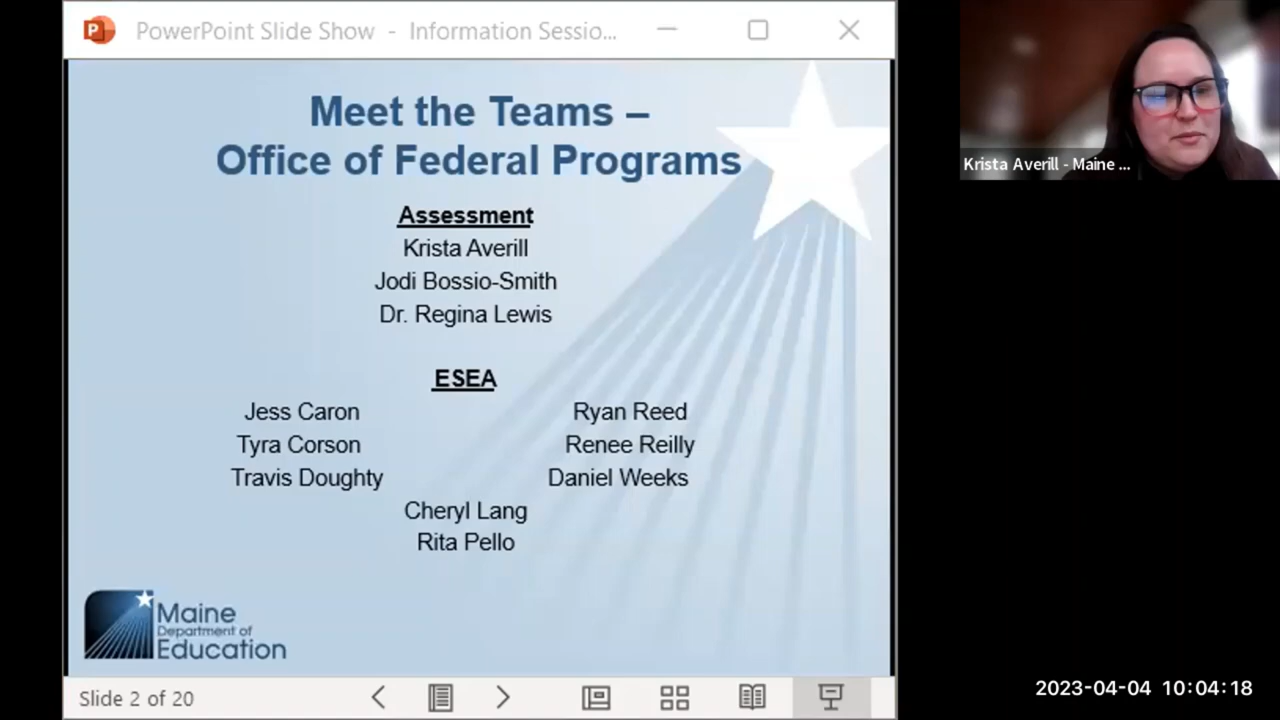 PowerPoint Slide Show - Information Sessio...
Meet the Teams –
Office of Federal Programs
Assessment
Krista Averill
Jodi Bossio-Smith
Dr. Regina Lewis
ESEA
Jess Caron
Ryan Reed
Tyra Corson
Renee Reilly
Travis Doughty
Daniel Weeks
Cheryl Lang
Rita Pello
Maine
Department of
Education
Slide 2 of 20
Krista Averill - Maine ...
2023-04-04 10:04:18